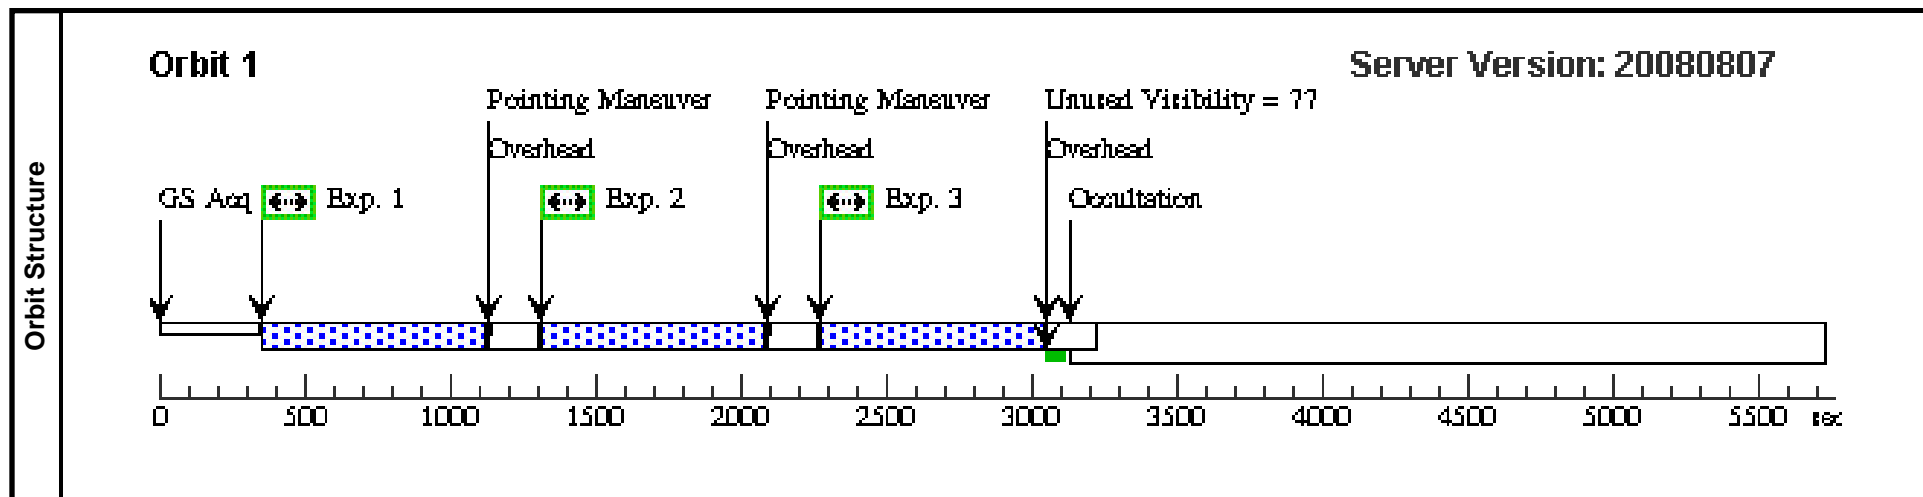 Orbit Structure
Orbit 1
Server Version: 20080807
Pointing Maneuver
Pointing Maneuver
Unused Visibility = 77
Overhead
Overhead
Overhead
GS Acq
Exp. 1
Exp. 2
Exp. 3
Occultation
0 500 1000 1500 2000 2500 3000 3500 4000 4500 5000 5500 sec